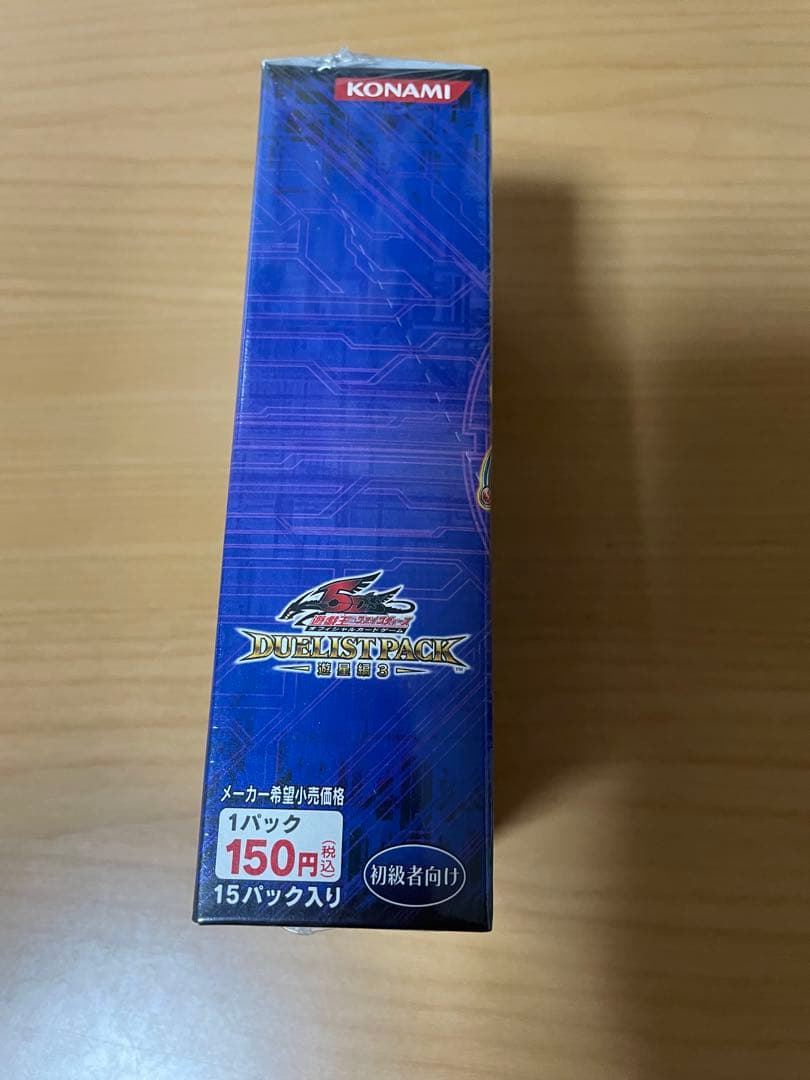 KONAMI
5D's
遊戯王ファイブディーズ
オフィシャルカードゲーム
DUELIST PACK
遊星編3
TM
メーカー希望小売価格
1パック
150円(税込)
15パック入り
初級者向け